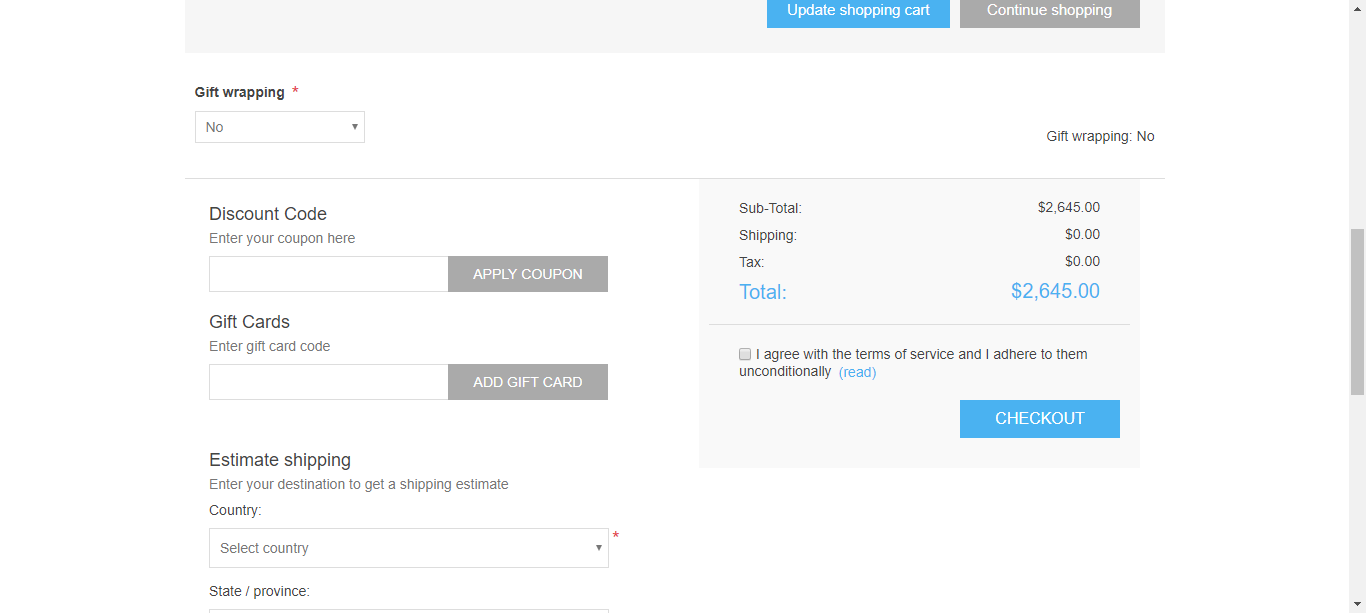 Update shopping cart
Continue shopping
Gift wrapping *
No
Gift wrapping: No
Discount Code
Enter your coupon here
APPLY COUPON
Gift Cards
Enter gift card code
ADD GIFT CARD
Estimate shipping
Enter your destination to get a shipping estimate
Country:
Select country *
State / province:
Sub-Total: $2,645.00
Shipping: $0.00
Tax: $0.00
Total: $2,645.00
I agree with the terms of service and I adhere to them
unconditionally (read)
CHECKOUT